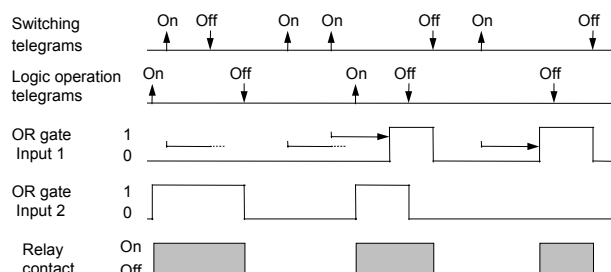 Switching telegrams On Off On On Off On Off
Logic operation telegrams On Off On Off On Off
OR gate Input 1 1 0
OR gate Input 2 1 0
Relay contact On Off